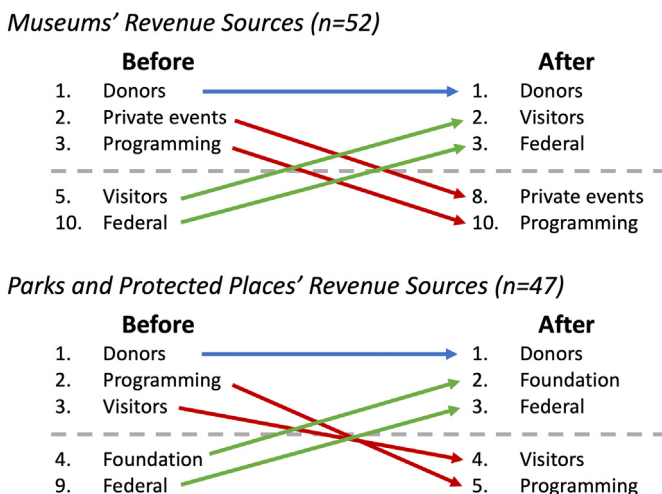 Museums' Revenue Sources (n=52)
Before After
1. Donors 1. Donors
2. Private events 2. Visitors
3. Programming 3. Federal
5. Visitors 8. Private events
10. Federal 10. Programming
Parks and Protected Places' Revenue Sources (n=47)
Before After
1. Donors 1. Donors
2. Programming 2. Foundation
3. Visitors 3. Federal
4. Foundation 4. Visitors
9. Federal 5. Programming